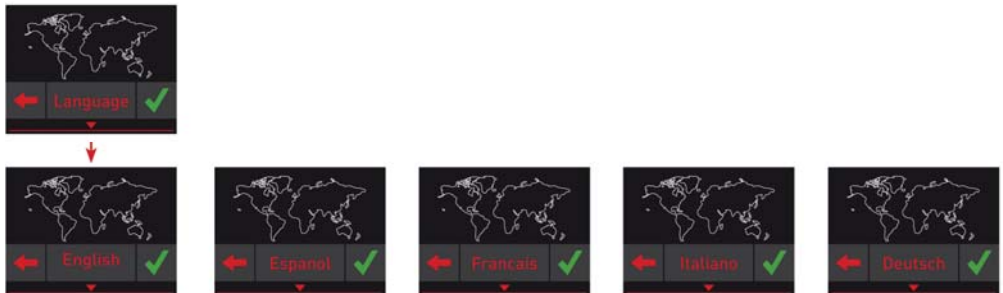 Language
English
Espanol
Francais
Italiano
Deutsch